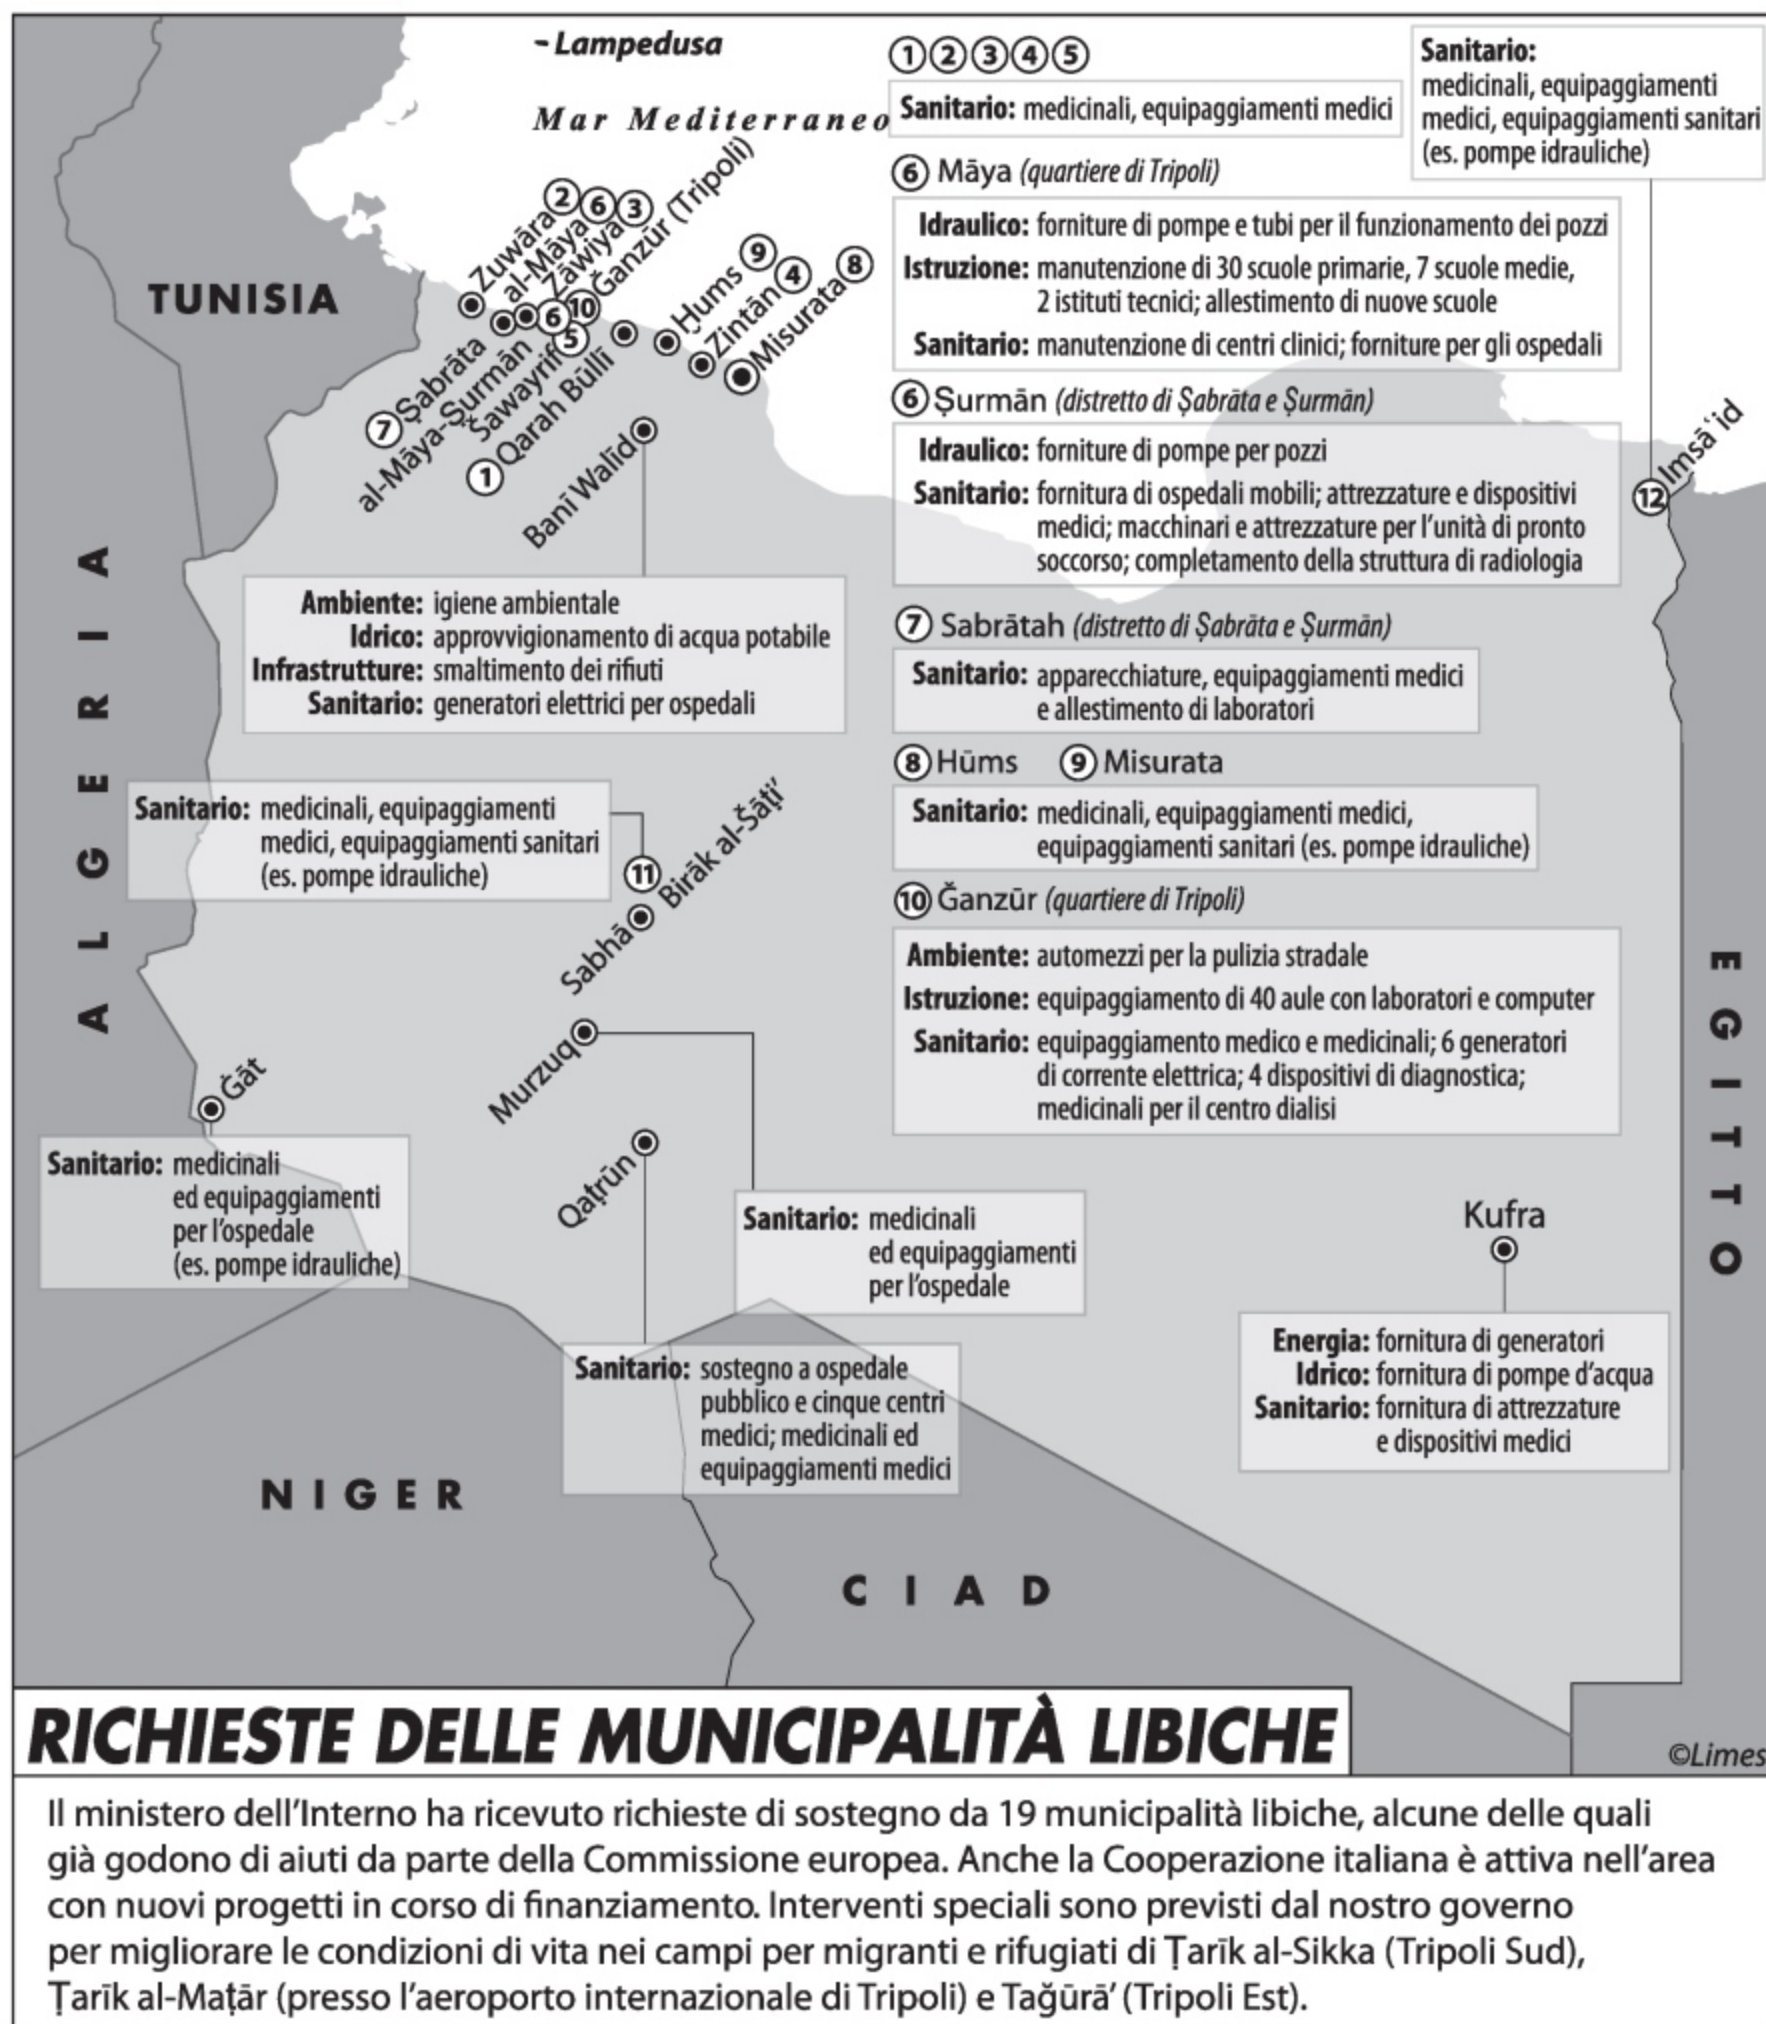 - Lampedusa
Mar Mediterraneo
① ② ③ ④ ⑤
Sanitario: medicinali, equipaggiamenti medici
Sanitario:
medicinali, equipaggiamenti
medici, equipaggiamenti sanitari
(es. pompe idrauliche)
⑥ Māya (quartiere di Tripoli)
Idraulico: forniture di pompe e tubi per il funzionamento dei pozzi
Istruzione: manutenzione di 30 scuole primarie, 7 scuole medie,
2 istituti tecnici; allestimento di nuove scuole
Sanitario: manutenzione di centri clinici; forniture per gli ospedali
⑥ Ṣurmān (distretto di Ṣabrāta e Ṣurmān)
Idraulico: forniture di pompe per pozzi
Sanitario: fornitura di ospedali mobili; attrezzature e dispositivi
medici; macchinari e attrezzature per l'unità di pronto
soccorso; completamento della struttura di radiologia
⑦ Sabrātah (distretto di Ṣabrāta e Ṣurmān)
Sanitario: apparecchiature, equipaggiamenti medici
e allestimento di laboratori
⑧ Hūms ⑨ Misurata
Sanitario: medicinali, equipaggiamenti medici,
equipaggiamenti sanitari (es. pompe idrauliche)
⑩ Ǧanzūr (quartiere di Tripoli)
Ambiente: automezzi per la pulizia stradale
Istruzione: equipaggiamento di 40 aule con laboratori e computer
Sanitario: equipaggiamento medico e medicinali; 6 generatori
di corrente elettrica; 4 dispositivi di diagnostica;
medicinali per il centro dialisi
TUNISIA
Zuwāra ②
al-Māya ⑥
Zāwiya ③
Ǧanzūr (Tripoli)
⑥ ⑩
⑤
Ḫums ⑨
Zintān ④
Misurata ⑧
⑦ Ṣabrāta
al-Māya-Ṣurmān
Šawayrif
① Qarah Būllī
Banī Walīd
Imsā‘id
⑫
ALGERIA
Ambiente: igiene ambientale
Idrico: approvvigionamento di acqua potabile
Infrastrutture: smaltimento dei rifiuti
Sanitario: generatori elettrici per ospedali
Sanitario: medicinali, equipaggiamenti
medici, equipaggiamenti sanitari
(es. pompe idrauliche)
⑪ Birāk al-Šāṭi'
Sabhā
Murzuq
Ġāt
Qaṭrūn
Sanitario: medicinali
ed equipaggiamenti
per l'ospedale
(es. pompe idrauliche)
Sanitario: medicinali
ed equipaggiamenti
per l'ospedale
Sanitario: sostegno a ospedale
pubblico e cinque centri
medici; medicinali ed
equipaggiamenti medici
Kufra
Energia: fornitura di generatori
Idrico: fornitura di pompe d'acqua
Sanitario: fornitura di attrezzature
e dispositivi medici
EGITTO
NIGER
CIAD
RICHIESTE DELLE MUNICIPALITÀ LIBICHE
©Limes
Il ministero dell'Interno ha ricevuto richieste di sostegno da 19 municipalità libiche, alcune delle quali
già godono di aiuti da parte della Commissione europea. Anche la Cooperazione italiana è attiva nell'area
con nuovi progetti in corso di finanziamento. Interventi speciali sono previsti dal nostro governo
per migliorare le condizioni di vita nei campi per migranti e rifugiati di Ṭarīk al-Sikka (Tripoli Sud),
Ṭarīk al-Maṭār (presso l'aeroporto internazionale di Tripoli) e Taǧūrā' (Tripoli Est).